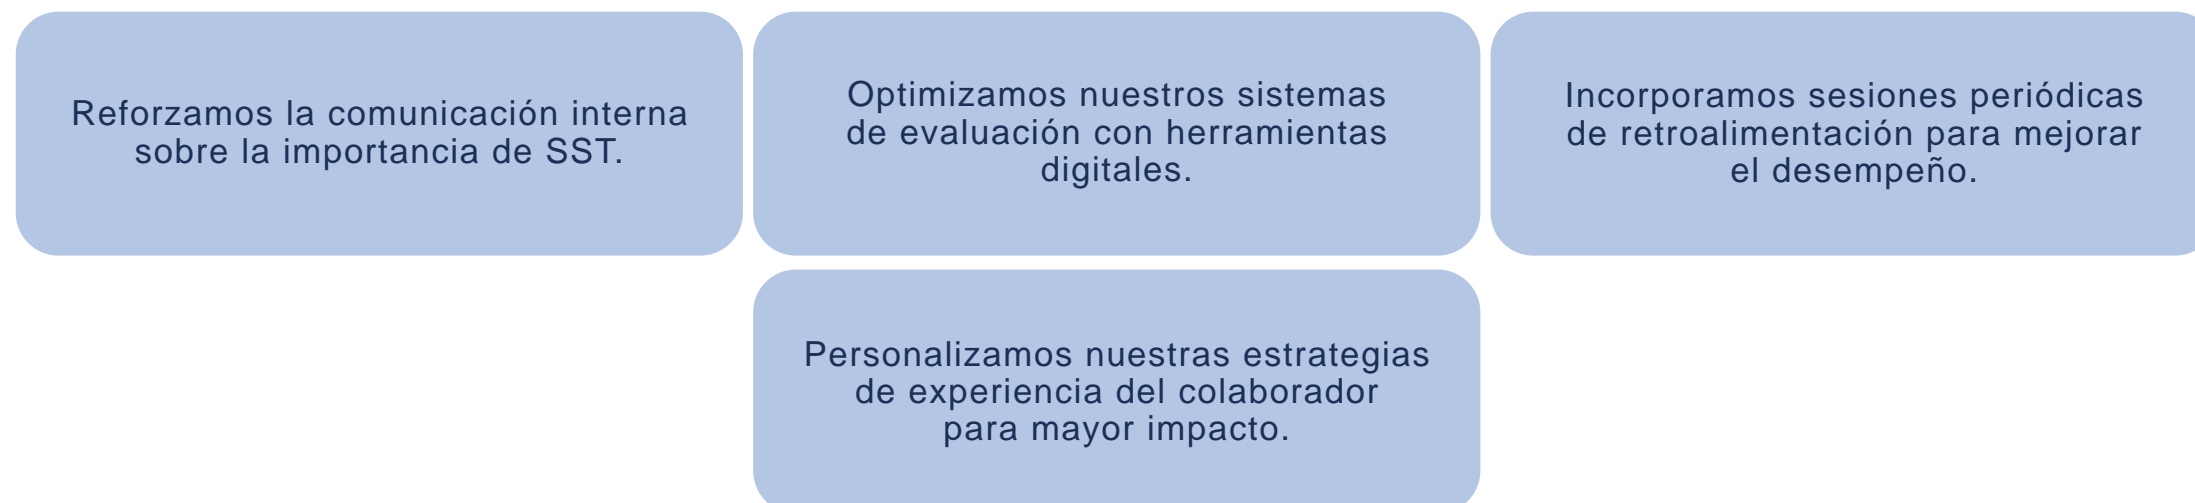 Reforzamos la comunicación interna
sobre la importancia de SST.
Optimizamos nuestros sistemas
de evaluación con herramientas
digitales.
Incorporamos sesiones periódicas
de retroalimentación para mejorar
el desempeño.
Personalizamos nuestras estrategias
de experiencia del colaborador
para mayor impacto.